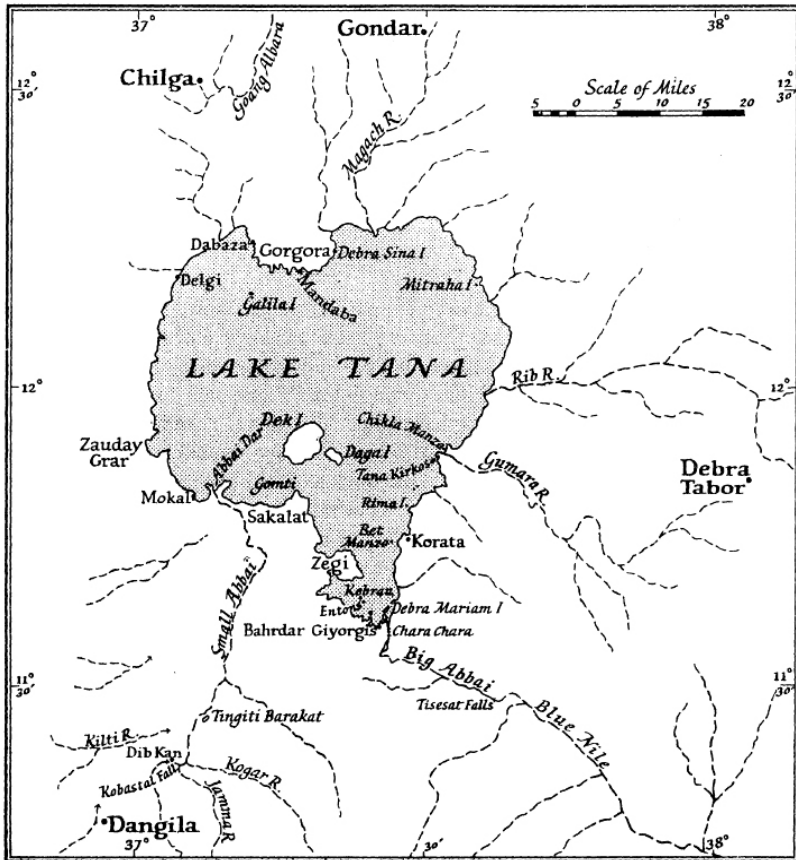 37°
38°
Gondar
Chilga
Goang Albara
12°
30'
12°
30'
Scale of Miles
5 0 5 10 15 20
Magach R.
Dabaza
Gorgora
Debra Sina I
Delgi
Mandaba
Mitraha I
Galila I
LAKE TANA
12°
12°
Rib R.
Dek I
Chikla Manzo
Zauday
Grar
Abbai Dar
Daga I
Tana Kirkos
Gumara R.
Debra
Tabor
Mokal
Gomti
Rima I.
Sakalat
Bet
Manzo
Korata
Zegi
Small Abbai
Kebran
Entos
Debra Mariam I
Bahrdar Giyorgis
Chara Chara
Big Abbai
11°
30'
11°
30'
Tisesat Falls
Blue Nile
Tingiti Barakat
Kilti R.
Dib Kan
Kobastal Fall
Kogar R.
Jamma R.
Dangila
37°
30'
38°